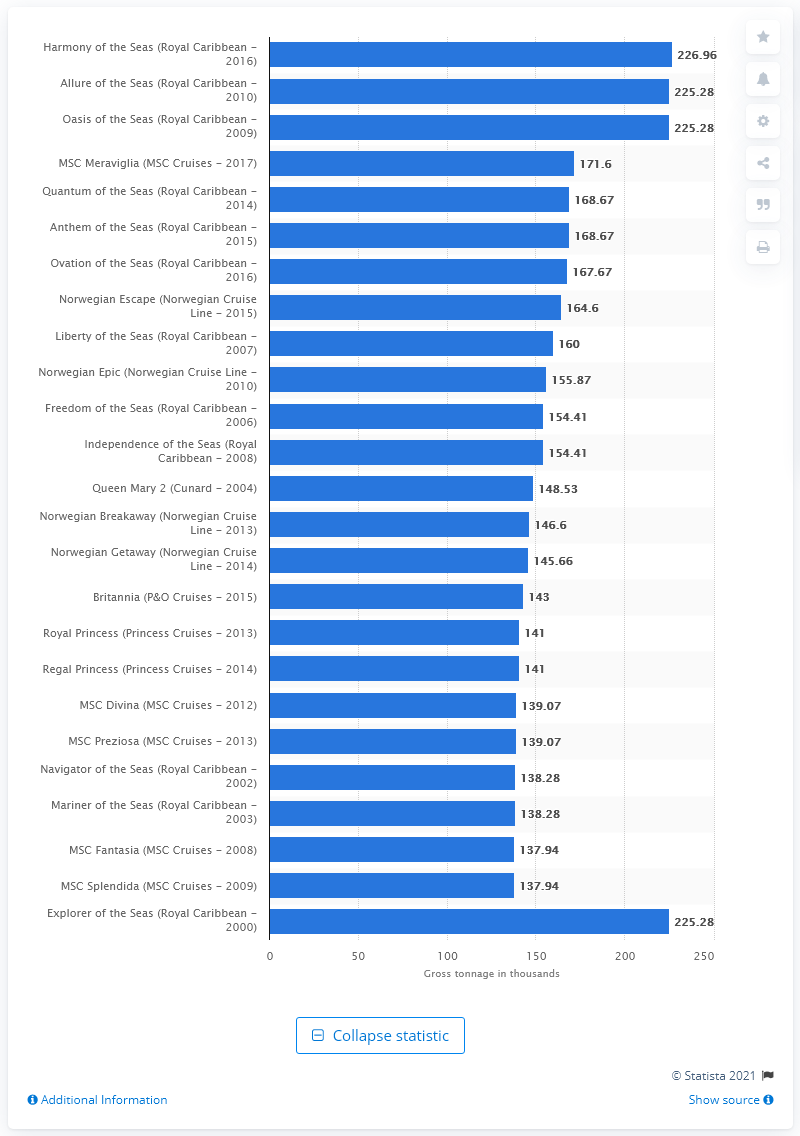 Harmony of the Seas (Royal Caribbean –
2016)
226.96
Allure of the Seas (Royal Caribbean –
2010)
225.28
Oasis of the Seas (Royal Caribbean –
2009)
225.28
MSC Meraviglia (MSC Cruises – 2017)
171.6
Quantum of the Seas (Royal Caribbean –
2014)
168.67
Anthem of the Seas (Royal Caribbean –
2015)
168.67
Ovation of the Seas (Royal Caribbean –
2016)
167.67
Norwegian Escape (Norwegian Cruise
Line – 2015)
164.6
Liberty of the Seas (Royal Caribbean –
2007)
160
Norwegian Epic (Norwegian Cruise Line –
2010)
155.87
Freedom of the Seas (Royal Caribbean –
2006)
154.41
Independence of the Seas (Royal
Caribbean – 2008)
154.41
Queen Mary 2 (Cunard – 2004)
148.53
Norwegian Breakaway (Norwegian Cruise
Line – 2013)
146.6
Norwegian Getaway (Norwegian Cruise
Line – 2014)
145.66
Britannia (P&O Cruises – 2015)
143
Royal Princess (Princess Cruises – 2013)
141
Regal Princess (Princess Cruises – 2014)
141
MSC Divina (MSC Cruises – 2012)
139.07
MSC Preziosa (MSC Cruises – 2013)
139.07
Navigator of the Seas (Royal Caribbean –
2002)
138.28
Mariner of the Seas (Royal Caribbean –
2003)
138.28
MSC Fantasia (MSC Cruises – 2008)
137.94
MSC Splendida (MSC Cruises – 2009)
137.94
Explorer of the Seas (Royal Caribbean –
2000)
225.28
0 50 100 150 200 250
Gross tonnage in thousands
Collapse statistic
© Statista 2021
Additional Information
Show source